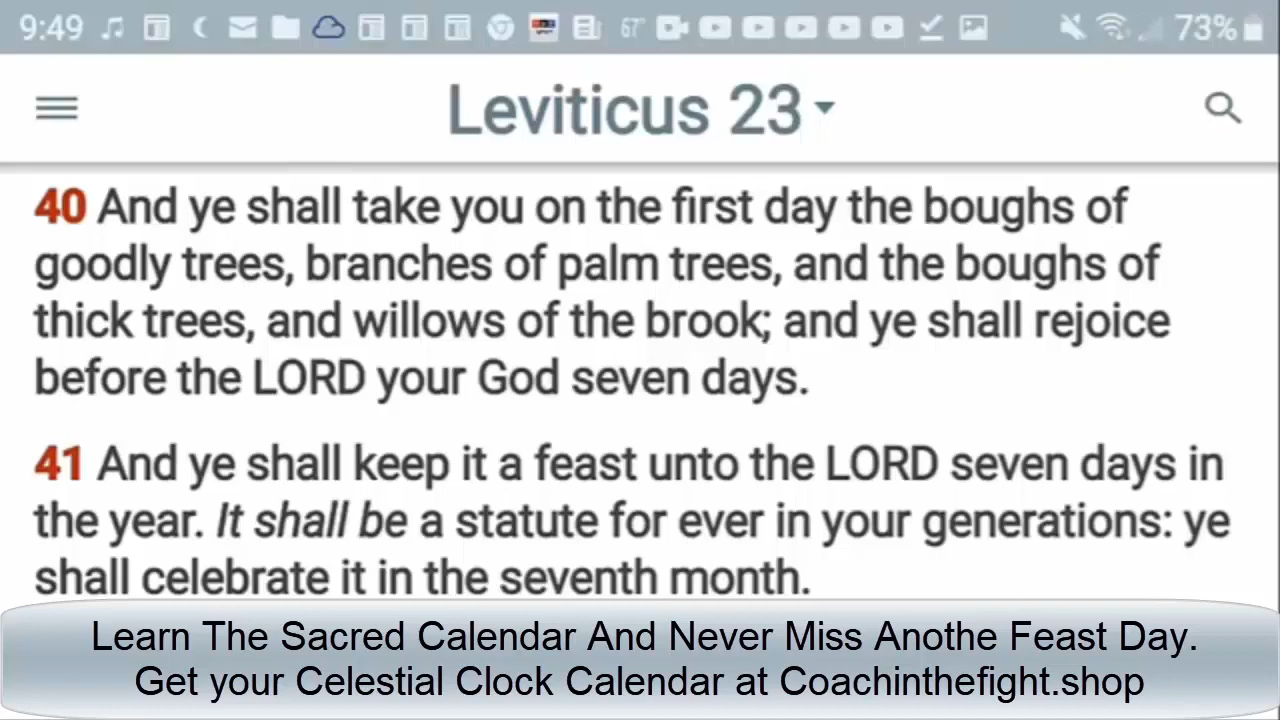 9:49 67° 73%
Leviticus 23
40 And ye shall take you on the first day the boughs of
goodly trees, branches of palm trees, and the boughs of
thick trees, and willows of the brook; and ye shall rejoice
before the LORD your God seven days.
41 And ye shall keep it a feast unto the LORD seven days in
the year. It shall be a statute for ever in your generations: ye
shall celebrate it in the seventh month.
Learn The Sacred Calendar And Never Miss Anothe Feast Day.
Get your Celestial Clock Calendar at Coachinthefight.shop